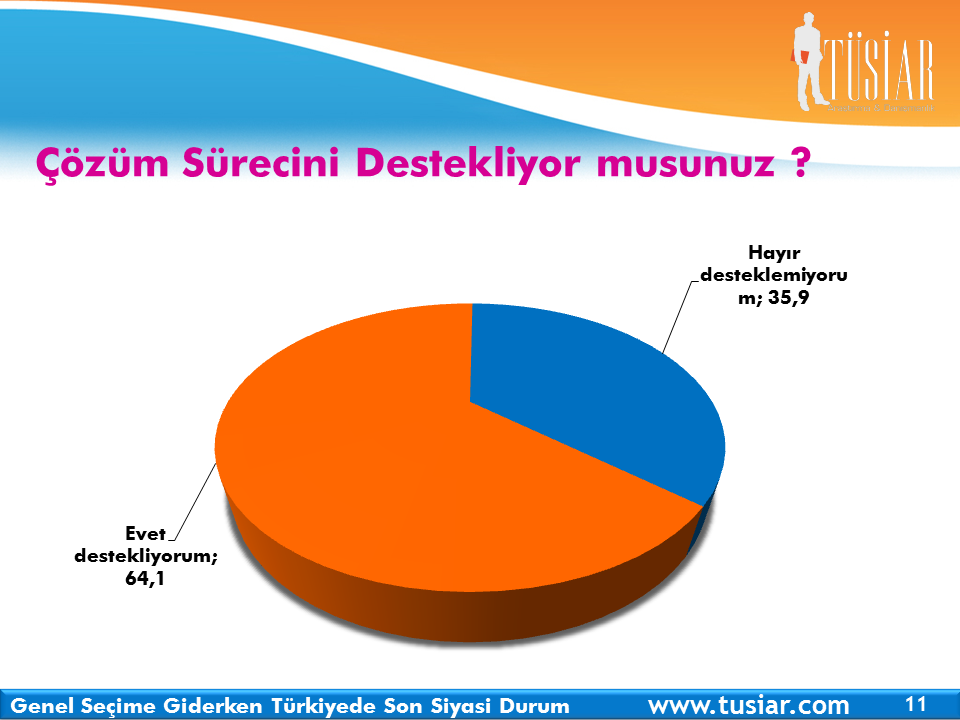 TÜSİAR
Çözüm Sürecini Destekliyor musunuz ?
Hayır
desteklemiyoru
m; 35,9
Evet
destekliyorum;
64,1
Genel Seçime Giderken Türkiyede Son Siyasi Durum
www.tusiar.com
11